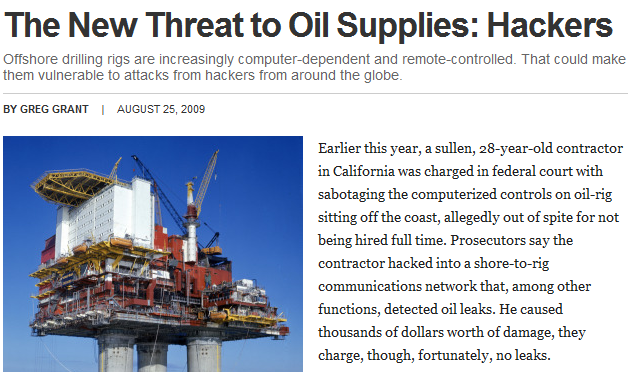 The New Threat to Oil Supplies: Hackers
Offshore drilling rigs are increasingly computer-dependent and remote-controlled. That could make
them vulnerable to attacks from hackers from around the globe.
BY GREG GRANT | AUGUST 25, 2009
Earlier this year, a sullen, 28-year-old contractor
in California was charged in federal court with
sabotaging the computerized controls on oil-rig
sitting off the coast, allegedly out of spite for not
being hired full time. Prosecutors say the
contractor hacked into a shore-to-rig
communications network that, among other
functions, detected oil leaks. He caused
thousands of dollars worth of damage, they
charge, though, fortunately, no leaks.